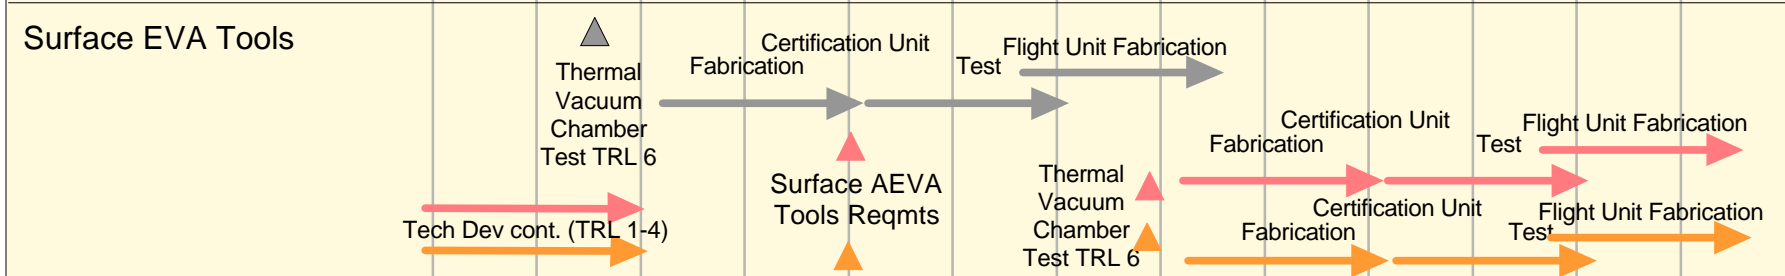 Surface EVA Tools
Thermal
Vacuum
Chamber
Test TRL 6
Certification Unit
Fabrication
Test
Flight Unit Fabrication
Tech Dev cont. (TRL 1-4)
Surface AEVA
Tools Reqmts
Thermal
Vacuum
Chamber
Test TRL 6
Certification Unit
Fabrication
Test
Flight Unit Fabrication
Certification Unit
Fabrication
Test
Flight Unit Fabrication